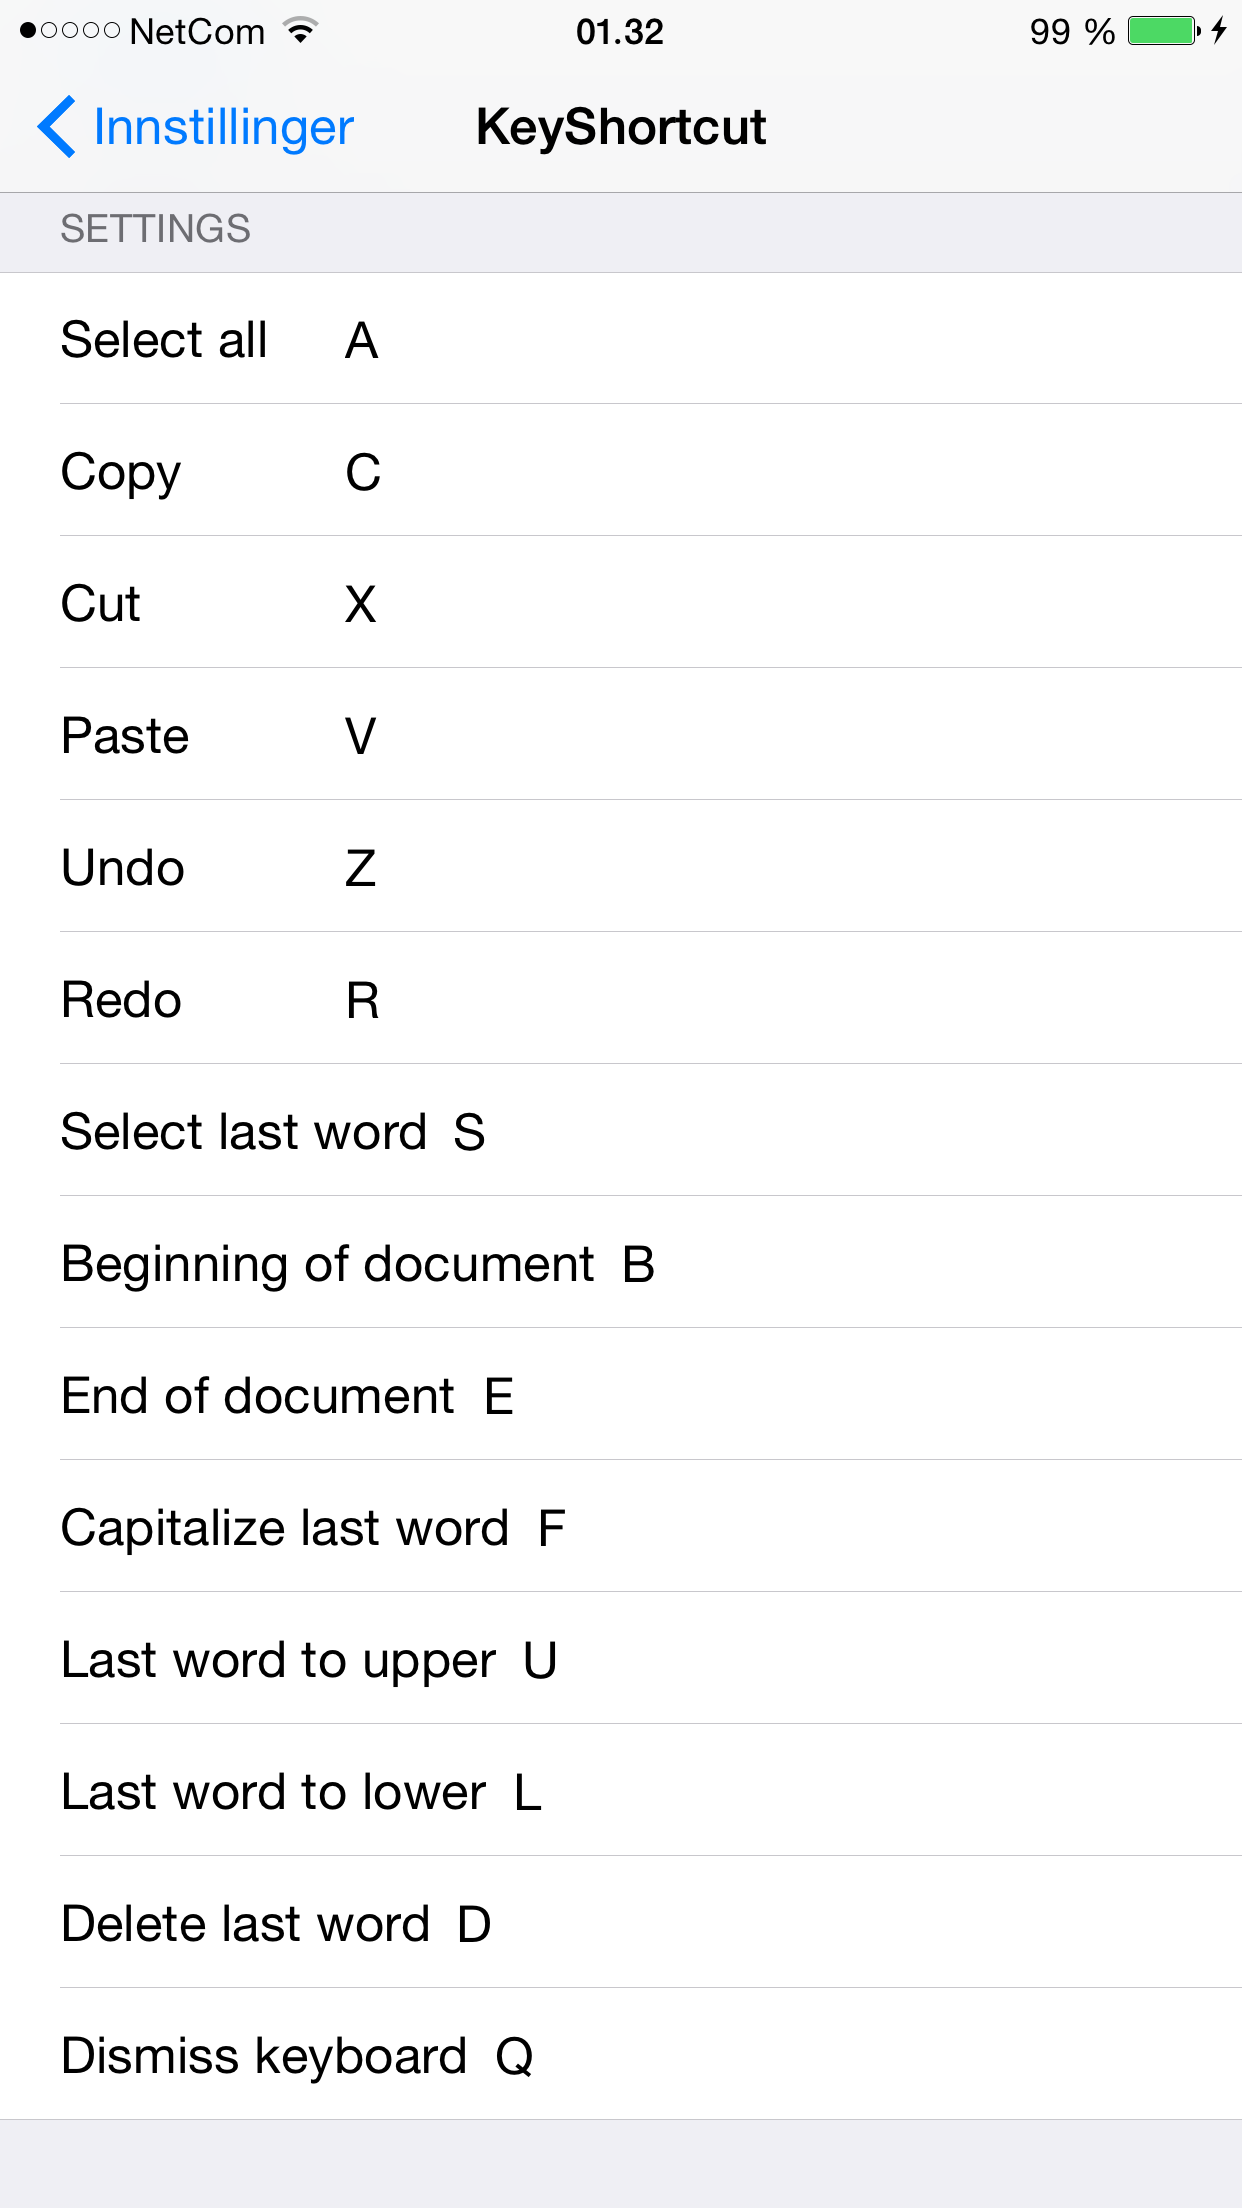 NetCom 01.32 99 %
Innstillinger KeyShortcut
SETTINGS
Select all A
Copy C
Cut X
Paste V
Undo Z
Redo R
Select last word S
Beginning of document B
End of document E
Capitalize last word F
Last word to upper U
Last word to lower L
Delete last word D
Dismiss keyboard Q